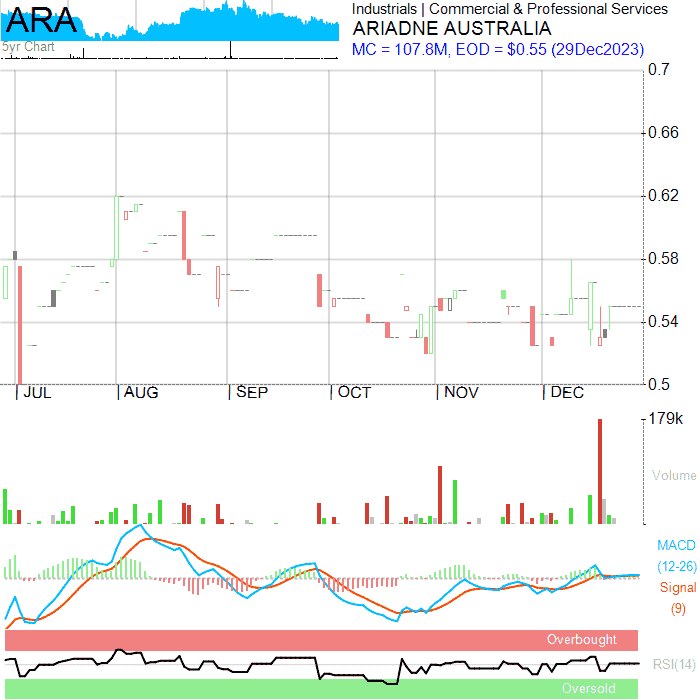 ARA
5yr Chart
Industrials | Commercial & Professional Services
ARIADNE AUSTRALIA
MC = 107.8M, EOD = $0.55 (29Dec2023)
0.7
0.66
0.62
0.58
0.54
0.5
JUL AUG SEP OCT NOV DEC
179k
Volume
MACD
(12-26)
Signal
(9)
Overbought
RSI(14)
Oversold